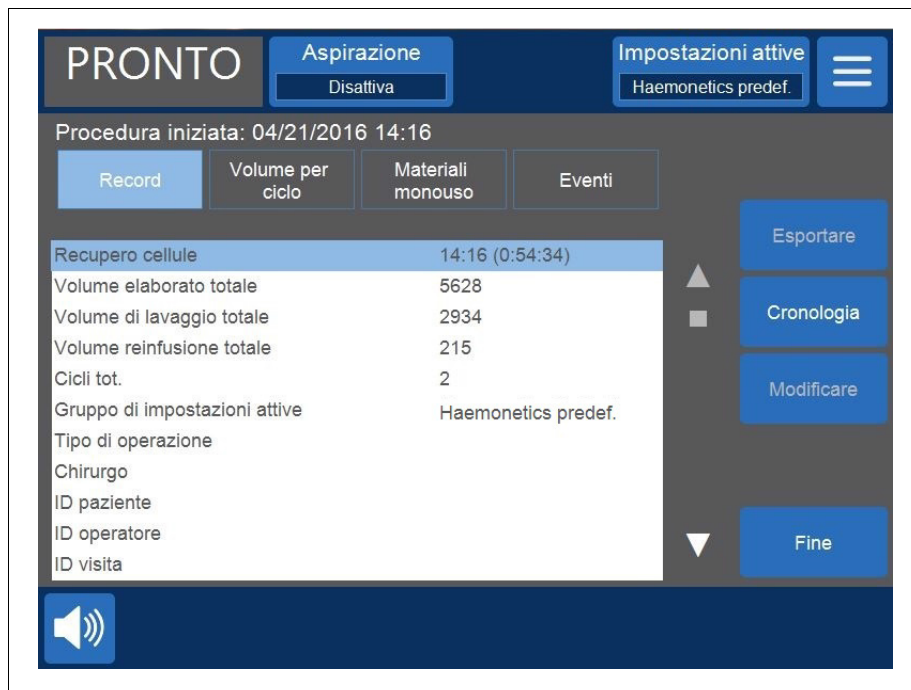 PRONTO
Aspirazione
Disattiva
Impostazioni attive
Haemonetics predef.
Procedura iniziata: 04/21/2016 14:16
Record
Volume per
ciclo
Materiali
monouso
Eventi
Recupero cellule 14:16 (0:54:34)
Volume elaborato totale 5628
Volume di lavaggio totale 2934
Volume reinfusione totale 215
Cicli tot. 2
Gruppo di impostazioni attive Haemonetics predef.
Tipo di operazione
Chirurgo
ID paziente
ID operatore
ID visita
Esportare
Cronologia
Modificare
Fine